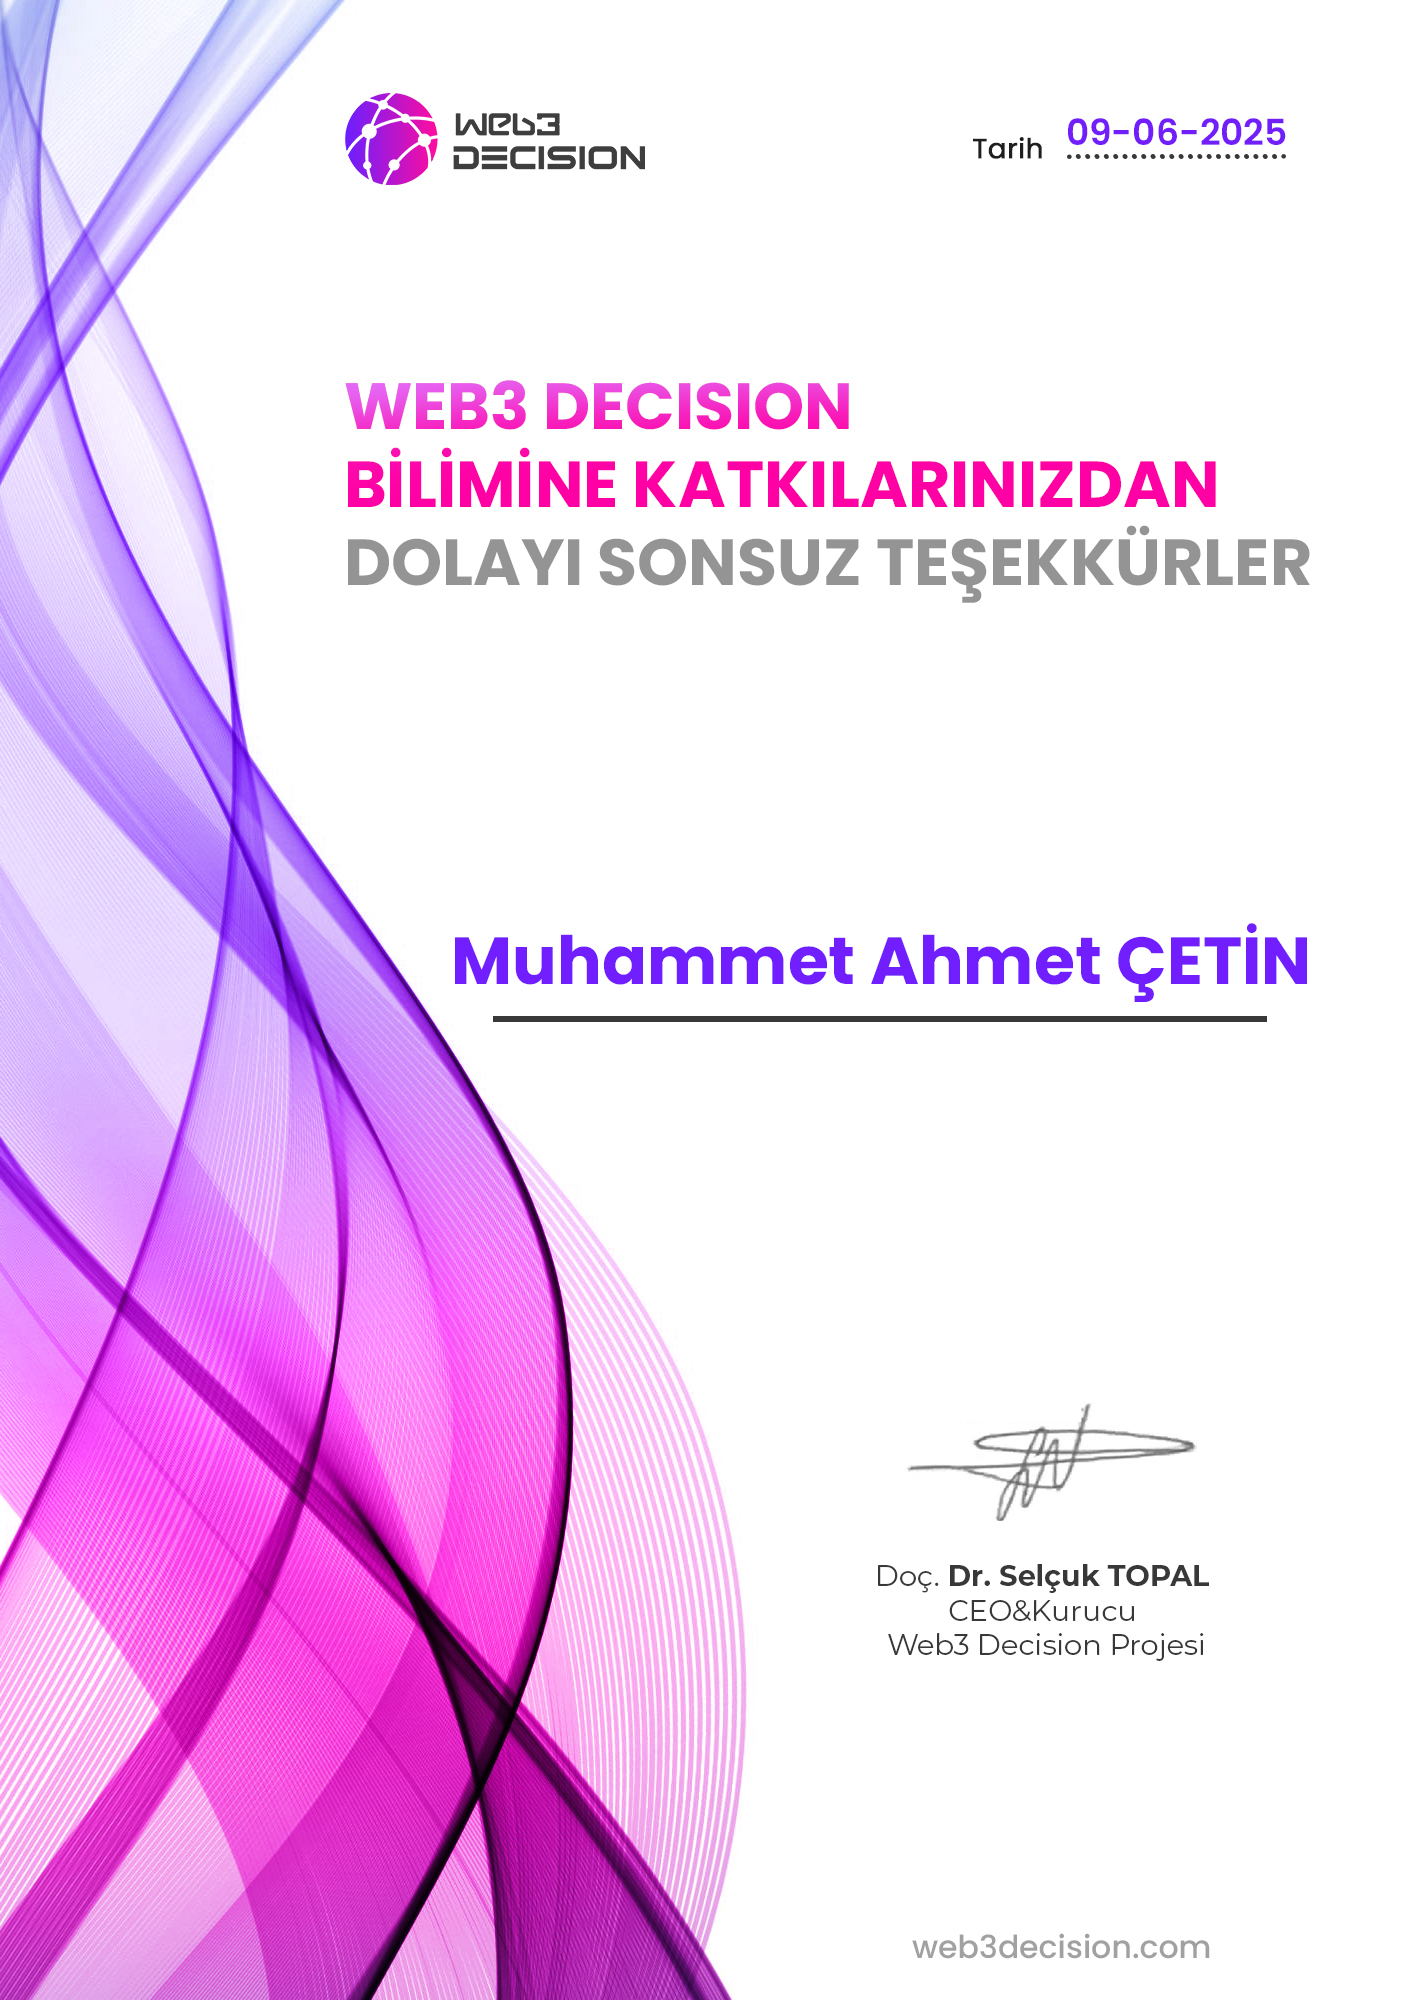 Web3
DECISION
Tarih 09-06-2025
WEB3 DECISION
BİLİMİNE KATKILARINIZDAN
DOLAYI SONSUZ TEŞEKKÜRLER
Muhammet Ahmet ÇETİN
Doç. Dr. Selçuk TOPAL
CEO&Kurucu
Web3 Decision Projesi
web3decision.com